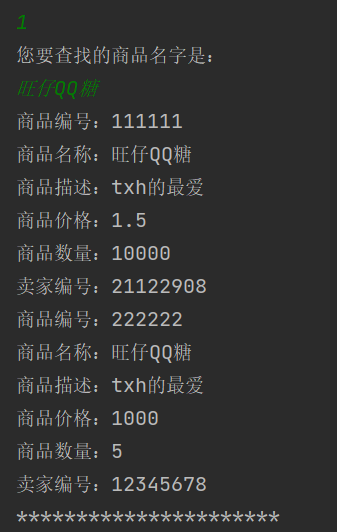 1
您要查找的商品名字是：
旺仔QQ糖
商品编号：111111
商品名称：旺仔QQ糖
商品描述：txh的最爱
商品价格：1.5
商品数量：10000
卖家编号：21122908
商品编号：222222
商品名称：旺仔QQ糖
商品描述：txh的最爱
商品价格：1000
商品数量：5
卖家编号：12345678
**********************